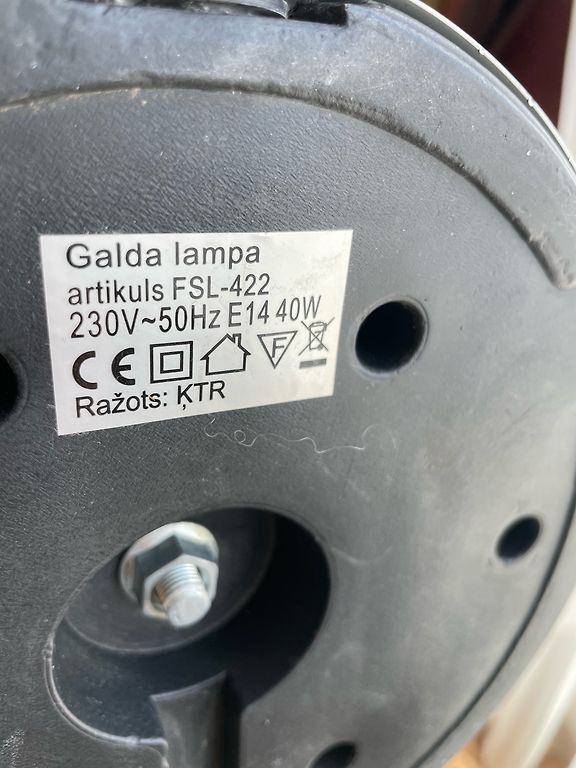 Galda lampa
artikuls FSL-422
230V~50Hz E14 40W
CE F
Ražots: ĶTR